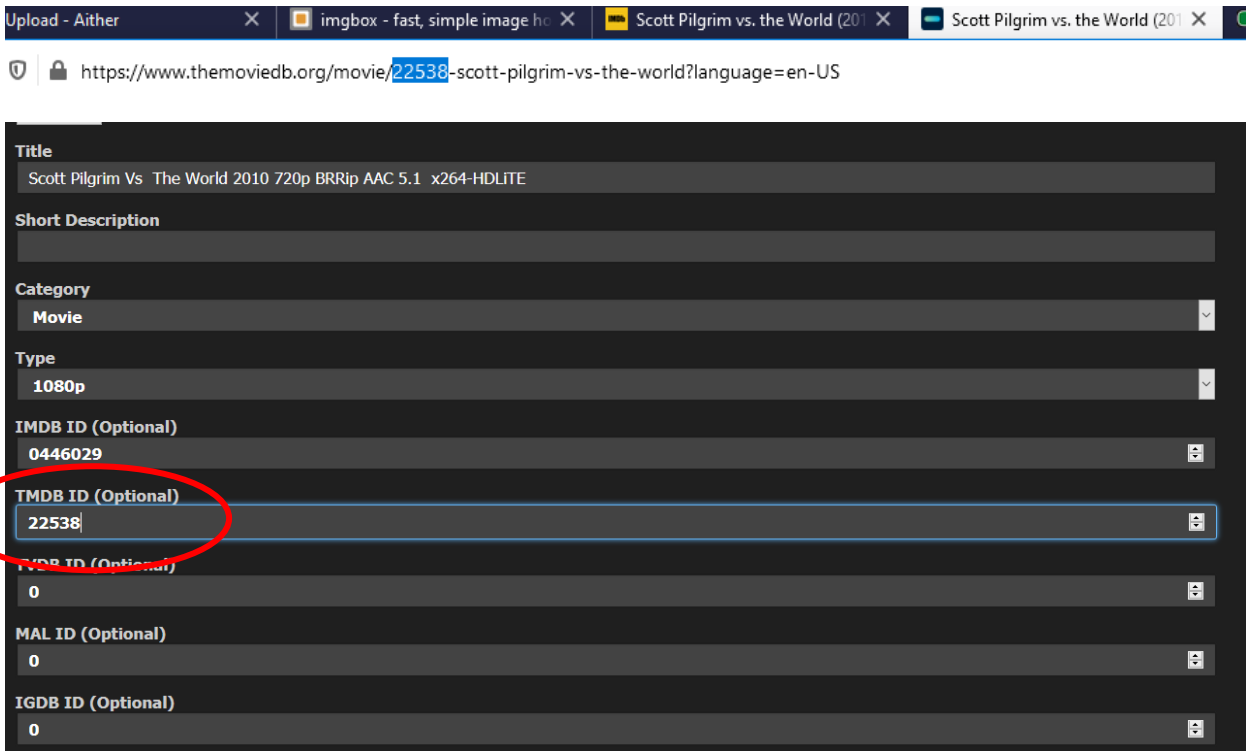 Upload - Aither
imgbox - fast, simple image ho
Scott Pilgrim vs. the World (201
Scott Pilgrim vs. the World (201
https://www.themoviedb.org/movie/22538-scott-pilgrim-vs-the-world?language=en-US
Title
Scott Pilgrim Vs  The World 2010 720p BRRip AAC 5.1  x264-HDLiTE
Short Description
Category
Movie
Type
1080p
IMDB ID (Optional)
0446029
TMDB ID (Optional)
22538
TVDB ID (Optional)
0
MAL ID (Optional)
0
IGDB ID (Optional)
0